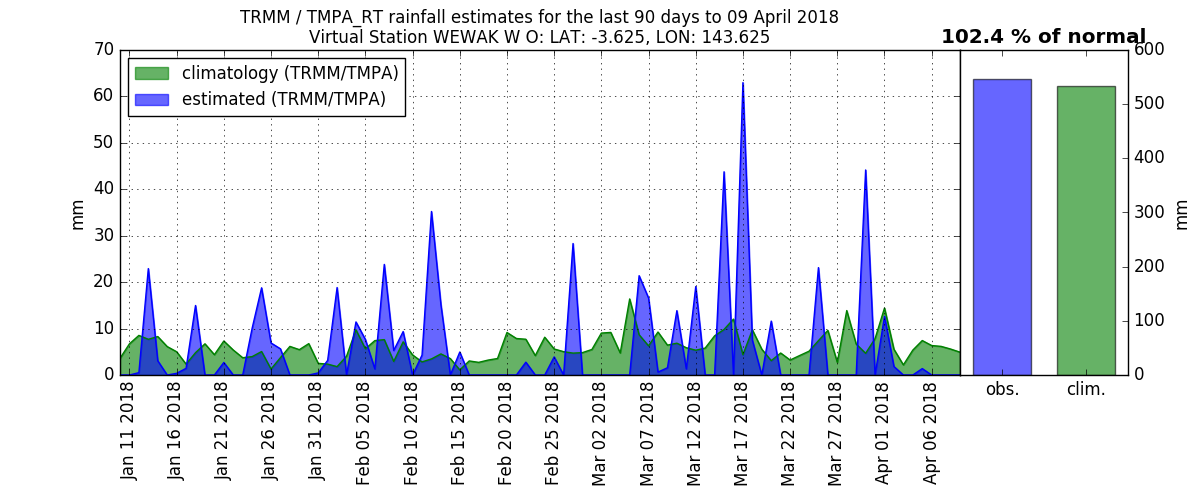 TRMM / TMPA_RT rainfall estimates for the last 90 days to 09 April 2018
Virtual Station WEWAK W O: LAT: -3.625, LON: 143.625
102.4 % of normal
climatology (TRMM/TMPA)
estimated (TRMM/TMPA)
mm
70
60
50
40
30
20
10
0
Jan 11 2018
Jan 16 2018
Jan 21 2018
Jan 26 2018
Jan 31 2018
Feb 05 2018
Feb 10 2018
Feb 15 2018
Feb 20 2018
Feb 25 2018
Mar 02 2018
Mar 07 2018
Mar 12 2018
Mar 17 2018
Mar 22 2018
Mar 27 2018
Apr 01 2018
Apr 06 2018
obs.
clim.
600
500
400
300
200
100
0
mm